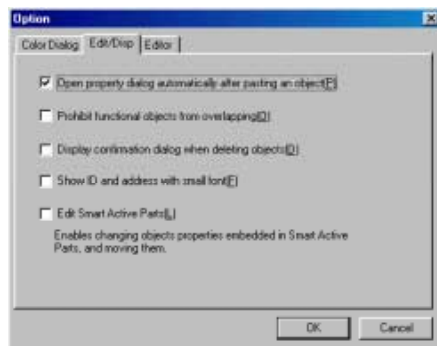 Option
Color Dialog Edit/Disp Editor
Open property dialog automatically after pasting an object[P]
Prohibit functional objects from overlapping[O]
Display confirmation dialog when deleting objects[D]
Show ID and address with small font[F]
Edit Smart Active Parts[L]
Enables changing objects properties embedded in Smart Active
Parts, and moving them.
OK Cancel